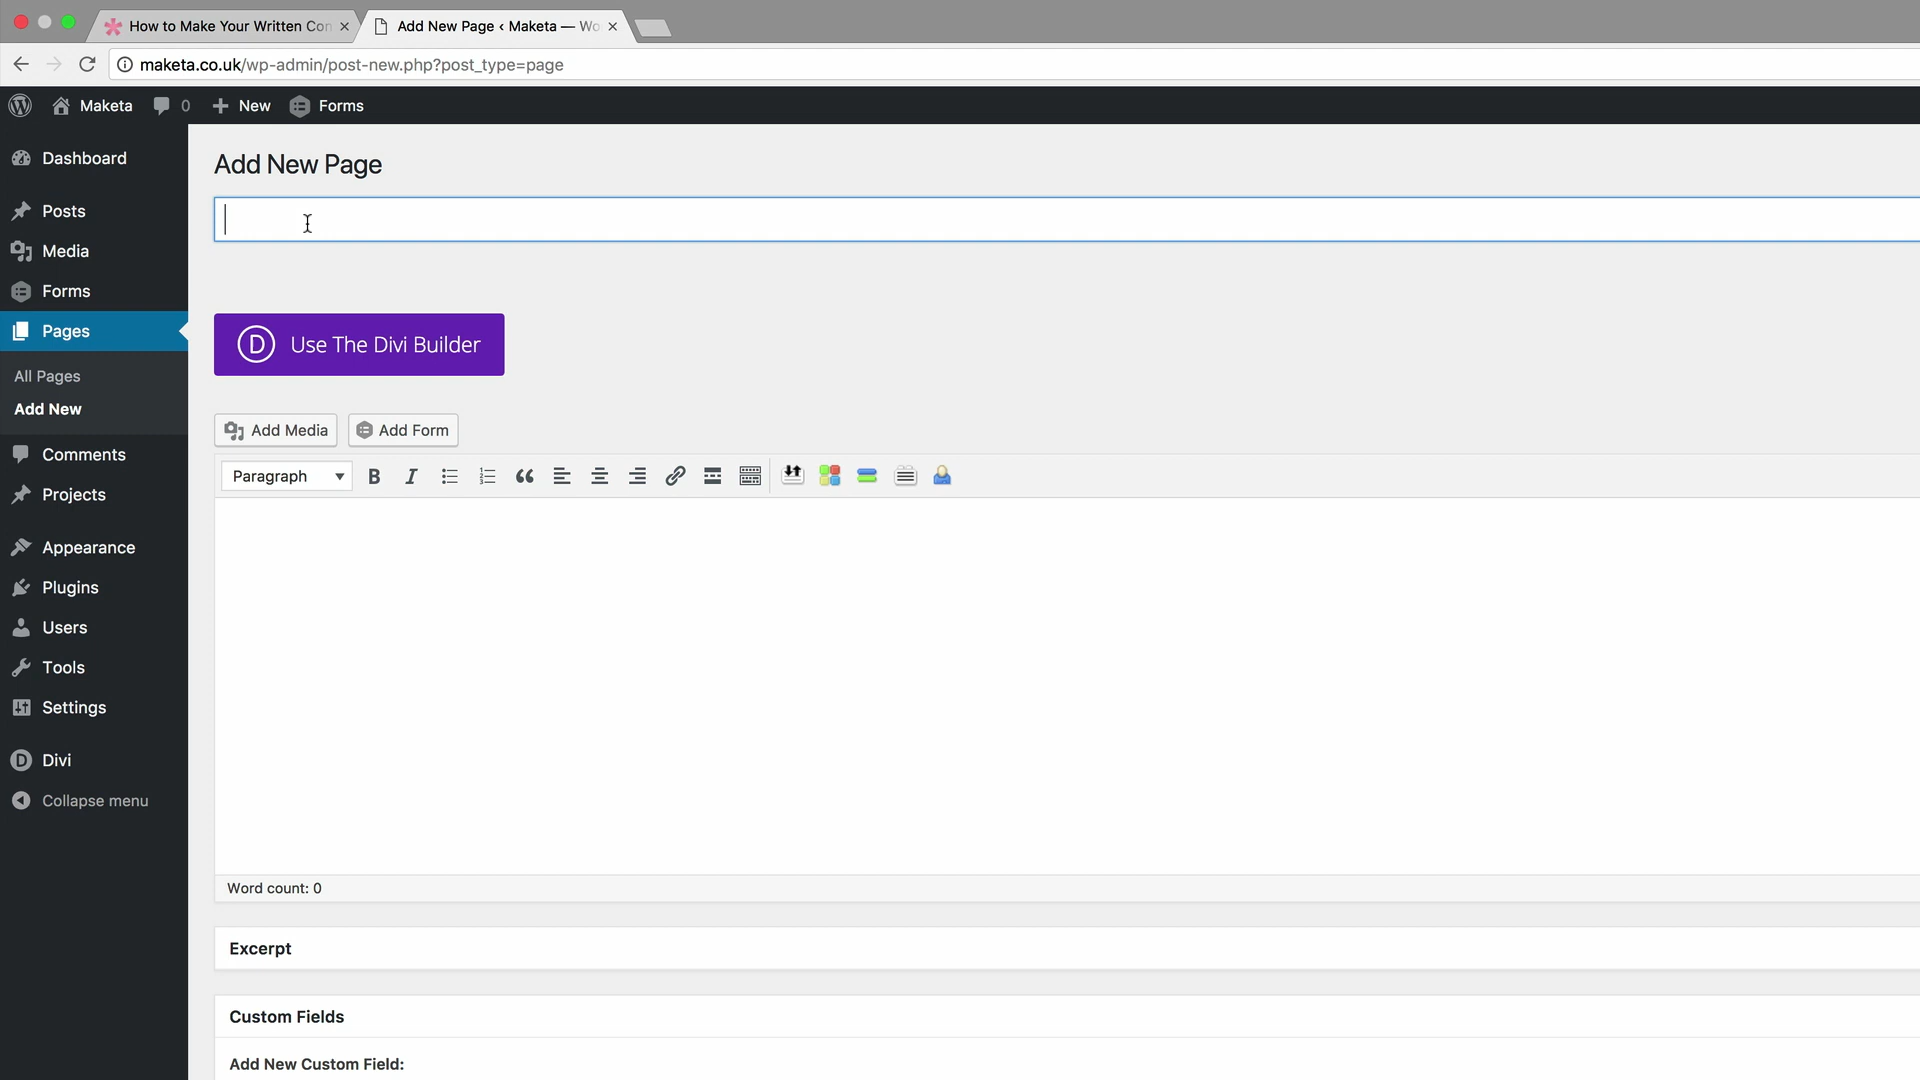 How to Make Your Written Con
Add New Page ‹ Maketa — Wo
maketa.co.uk/wp-admin/post-new.php?post_type=page
Maketa 0 New Forms
Dashboard
Posts
Media
Forms
Pages
All Pages
Add New
Comments
Projects
Appearance
Plugins
Users
Tools
Settings
D Divi
Collapse menu
Add New Page
D Use The Divi Builder
Add Media Add Form
Paragraph B I
Word count: 0
Excerpt
Custom Fields
Add New Custom Field: